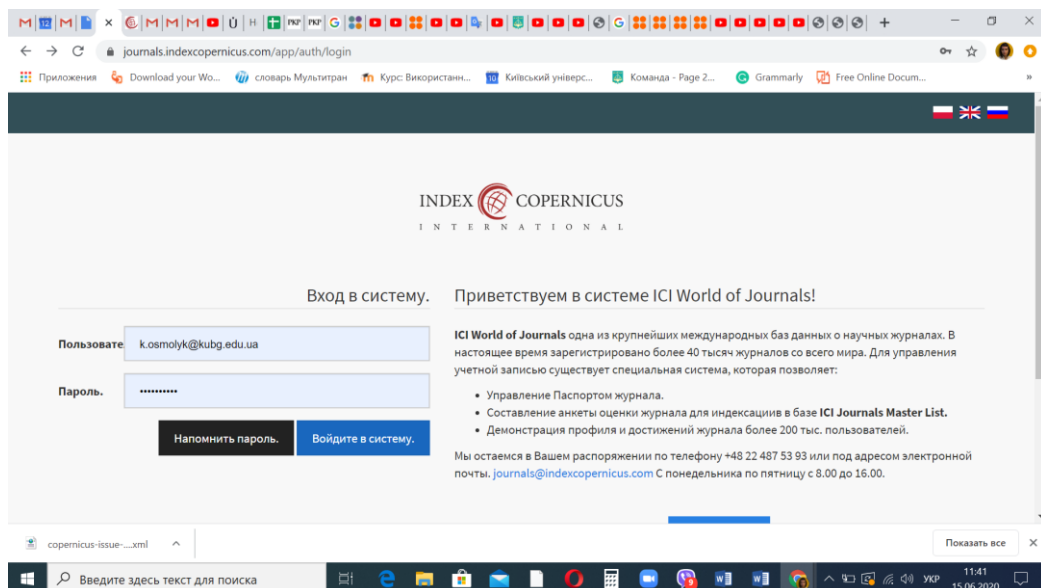 journals.indexcopernicus.com/app/auth/login
Приложения
Download your Wo...
словарь Мультитран
Курс: Використанн...
Київський універс...
Команда - Page 2...
Grammarly
Free Online Docum...
INDEX COPERNICUS
INTERNATIONAL
Вход в систему.
Пользовате
k.osmolyk@kubg.edu.ua
Пароль.
••••••••••
Напомнить пароль.
Войдите в систему.
Приветствуем в системе ICI World of Journals!
ICI World of Journals одна из крупнейших международных баз данных о научных журналах. В
настоящее время зарегистрировано более 40 тысяч журналов со всего мира. Для управления
учетной записью существует специальная система, которая позволяет:
• Управление Паспортом журнала.
• Составление анкеты оценки журнала для индексациив в базе ICI Journals Master List.
• Демонстрация профиля и достижений журнала более 200 тыс. пользователей.
Мы остаемся в Вашем распоряжении по телефону +48 22 487 53 93 или под адресом электронной
почты. journals@indexcopernicus.com С понедельника по пятницу с 8.00 до 16.00.
copernicus-issue-....xml
Показать все
Введите здесь текст для поиска
УКР
11:41
15.06.2020